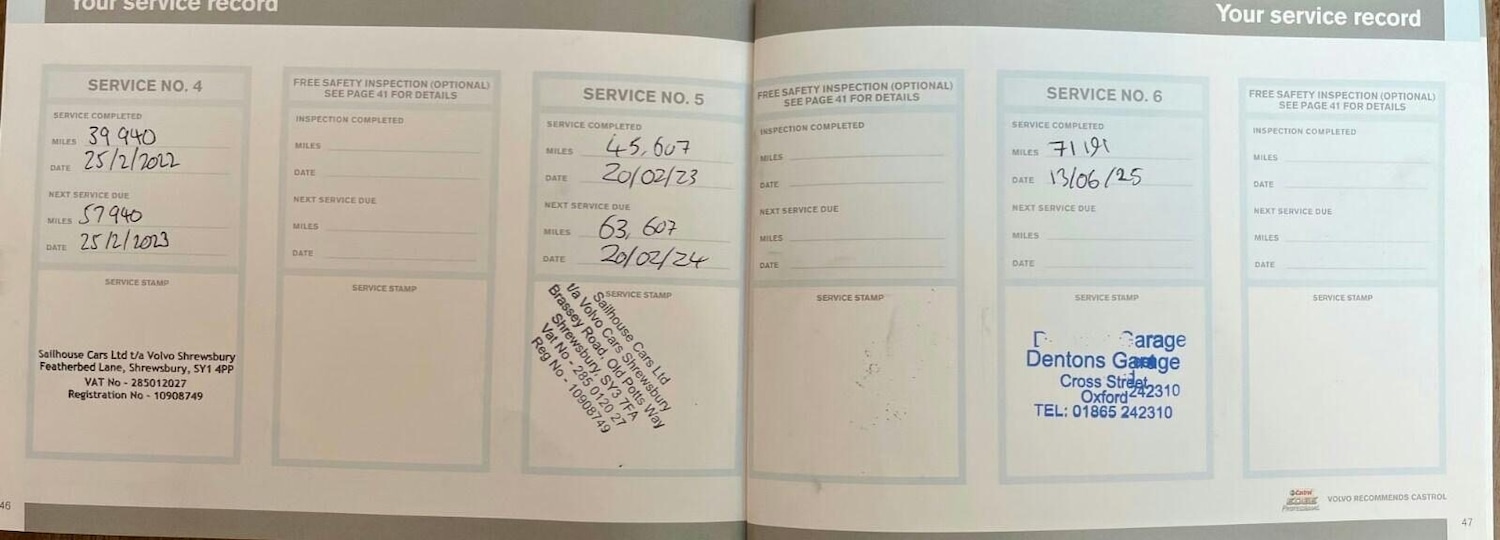 Your service record
SERVICE NO. 4
SERVICE COMPLETED
MILES 39 940
DATE 25/2/2022
NEXT SERVICE DUE
MILES 57940
DATE 25/2/2023
SERVICE STAMP
Sailhouse Cars Ltd t/a Volvo Shrewsbury
Featherbed Lane, Shrewsbury, SY1 4PP
VAT No - 285012027
Registration No - 10908749
FREE SAFETY INSPECTION (OPTIONAL)
SEE PAGE 41 FOR DETAILS
INSPECTION COMPLETED
MILES
DATE
NEXT SERVICE DUE
MILES
DATE
SERVICE STAMP
SERVICE NO. 5
SERVICE COMPLETED
MILES 45,607
DATE 20/02/23
NEXT SERVICE DUE
MILES 63,607
DATE 20/02/24
SERVICE STAMP
Sailhouse Cars Ltd
t/a Volvo Cars Shrewsbury
Brassey Road, Old Potts Way
Shrewsbury, SY3 7FA
Vat No - 285 0120 27
Reg No - 10908749
46
Your service record
FREE SAFETY INSPECTION (OPTIONAL)
SEE PAGE 41 FOR DETAILS
INSPECTION COMPLETED
MILES
DATE
NEXT SERVICE DUE
MILES
DATE
SERVICE STAMP
SERVICE NO. 6
SERVICE COMPLETED
MILES 71191
DATE 13/06/25
NEXT SERVICE DUE
MILES
DATE
SERVICE STAMP
Dentons Garage
Cross Street
Oxford 242310
TEL: 01865 242310
FREE SAFETY INSPECTION (OPTIONAL)
SEE PAGE 41 FOR DETAILS
INSPECTION COMPLETED
MILES
DATE
NEXT SERVICE DUE
MILES
DATE
SERVICE STAMP
Castrol
EDGE
Professional
VOLVO RECOMMENDS CASTROL
47